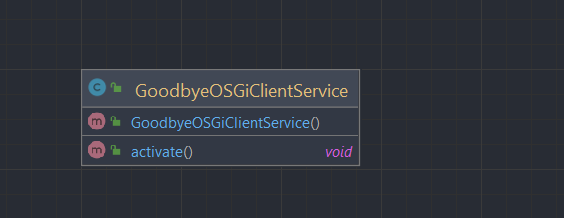 GoodbyeOSGiClientService
GoodbyeOSGiClientService()
activate() void